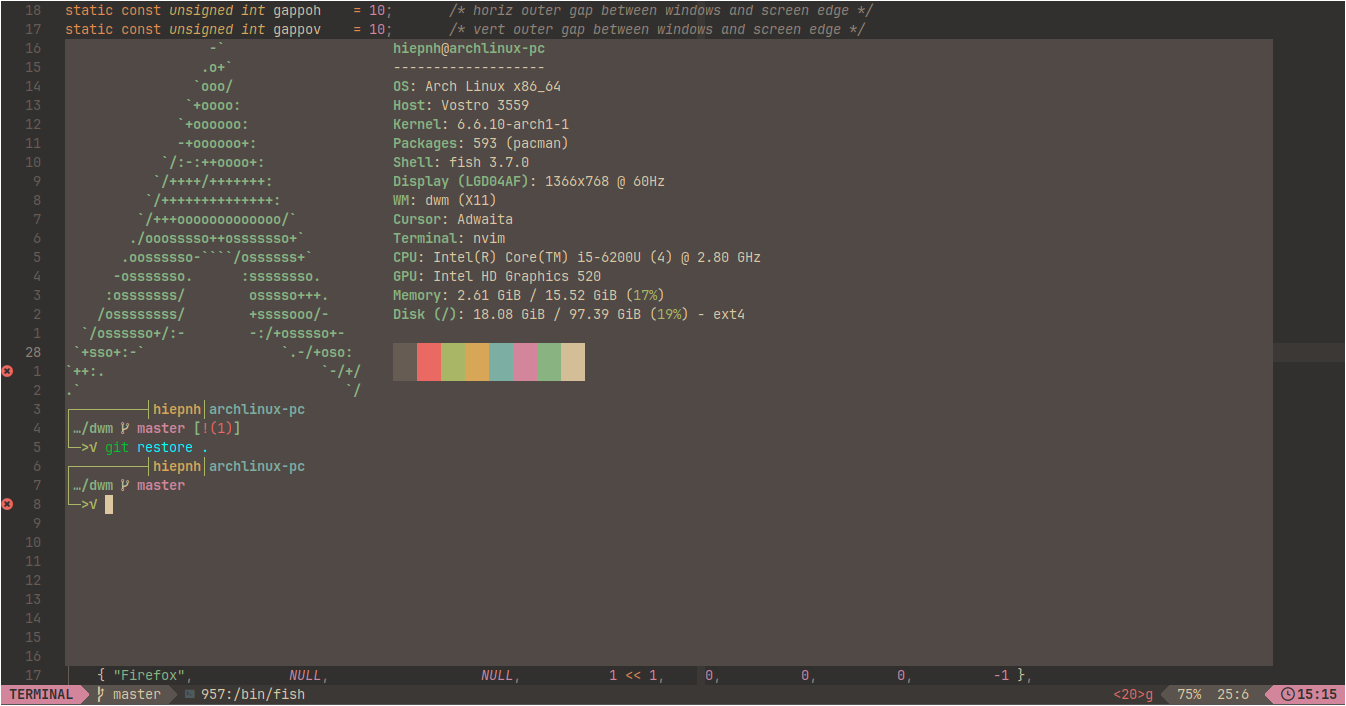 18 static const unsigned int gappoh    = 10;       /* horiz outer gap between windows and screen edge */
17 static const unsigned int gappov    = 10;       /* vert outer gap between windows and screen edge */
16                   -`                     hiepnh@archlinux-pc
15                  .o+`                    -------------------
14                 `ooo/                    OS: Arch Linux x86_64
13                `+oooo:                   Host: Vostro 3559
12               `+oooooo:                  Kernel: 6.6.10-arch1-1
11               -+oooooo+:                 Packages: 593 (pacman)
10             `/:-:++oooo+:                Shell: fish 3.7.0
9             `/++++/+++++++:               Display (LGD04AF): 1366x768 @ 60Hz
8            `/++++++++++++++:              WM: dwm (X11)
7           `/+++ooooooooooooo/`            Cursor: Adwaita
6          ./ooosssso++osssssso+`           Terminal: nvim
5         .oossssso-````/ossssss+`          CPU: Intel(R) Core(TM) i5-6200U (4) @ 2.80 GHz
4        -osssssso.      :ssssssso.         GPU: Intel HD Graphics 520
3       :osssssss/        osssso+++.        Memory: 2.61 GiB / 15.52 GiB (17%)
2      /ossssssss/        +ssssooo/-        Disk (/): 18.08 GiB / 97.39 GiB (19%) - ext4
1    `/ossssso+/:-        -:/+osssso+-
28  `+sso+:-`                 `.-/+oso:
1  `++:.                           `-/+/
2  .`                                 `/
3  ┌─────────┤hiepnh│archlinux-pc
4  │…/dwm master [!(1)]
5  └─>√ git restore .
6  ┌─────────┤hiepnh│archlinux-pc
7  │…/dwm master
8  └─>√
9
10
11
12
13
14
15
16
17     { "Firefox",            NULL,                   NULL,           1 << 1,     0,          0,          0,          -1 },
TERMINAL master 957:/bin/fish <20>g 75% 25:6 15:15